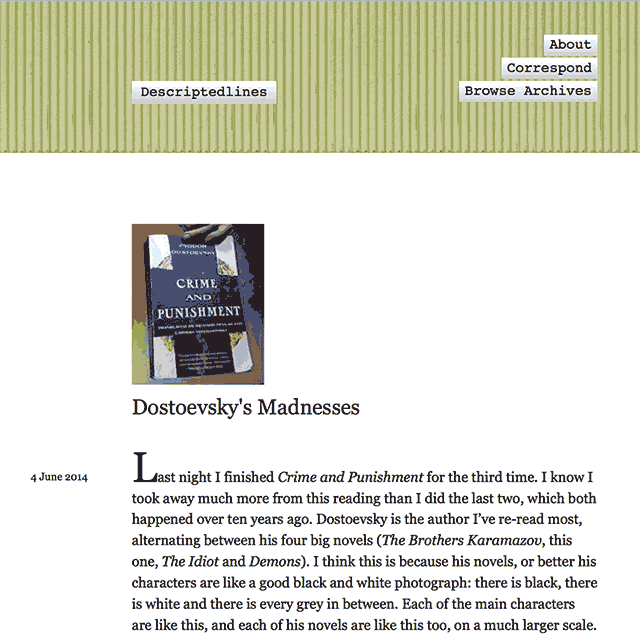 About
Correspond
Descriptedlines
Browse Archives
FYODOR
DOSTOEVSKY
CRIME
AND
PUNISHMENT
Dostoevsky's Madnesses
4 June 2014
Last night I finished Crime and Punishment for the third time. I know I
took away much more from this reading than I did the last two, which both
happened over ten years ago. Dostoevsky is the author I’ve re-read most,
alternating between his four big novels (The Brothers Karamazov, this
one, The Idiot and Demons). I think this is because his novels, or better his
characters are like a good black and white photograph: there is black, there
is white and there is every grey in between. Each of the main characters
are like this, and each of his novels are like this too, on a much larger scale.